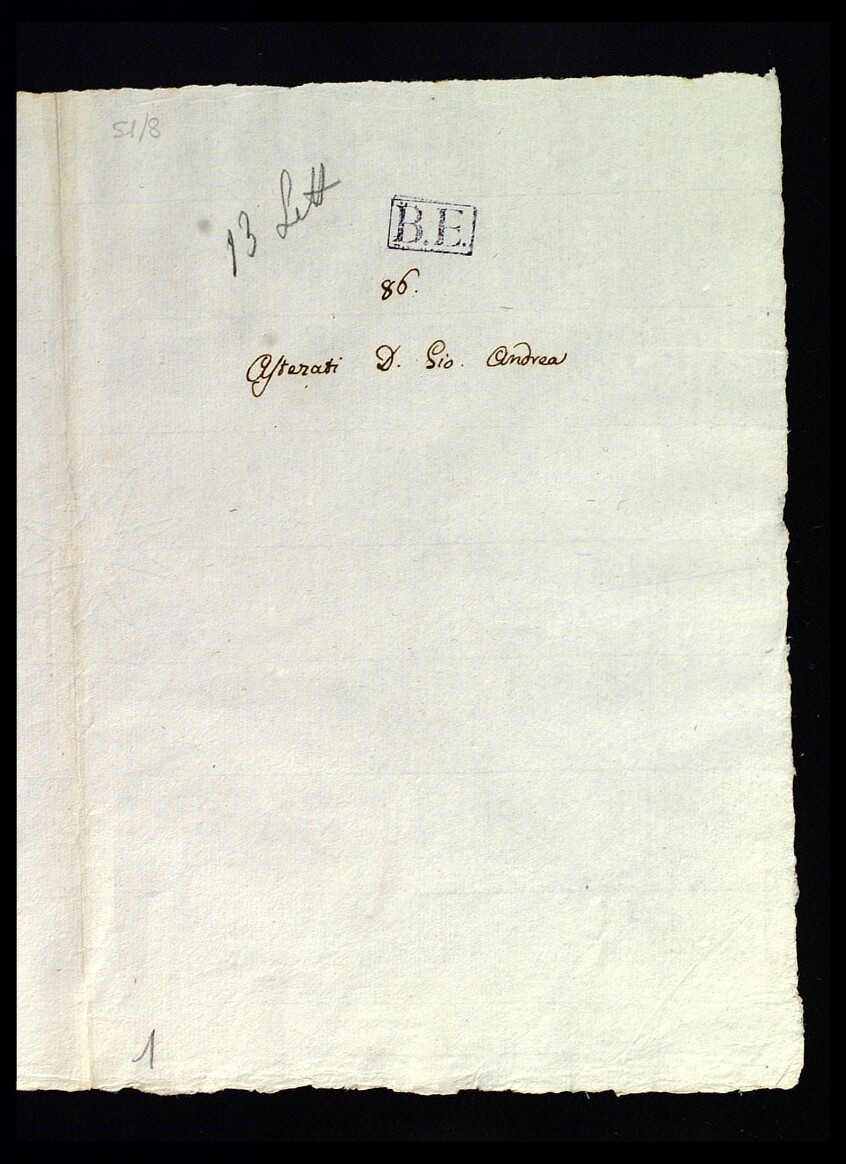 51/8
13 Lett
B.E.
86.
Asterati D. Gio. Andrea
1